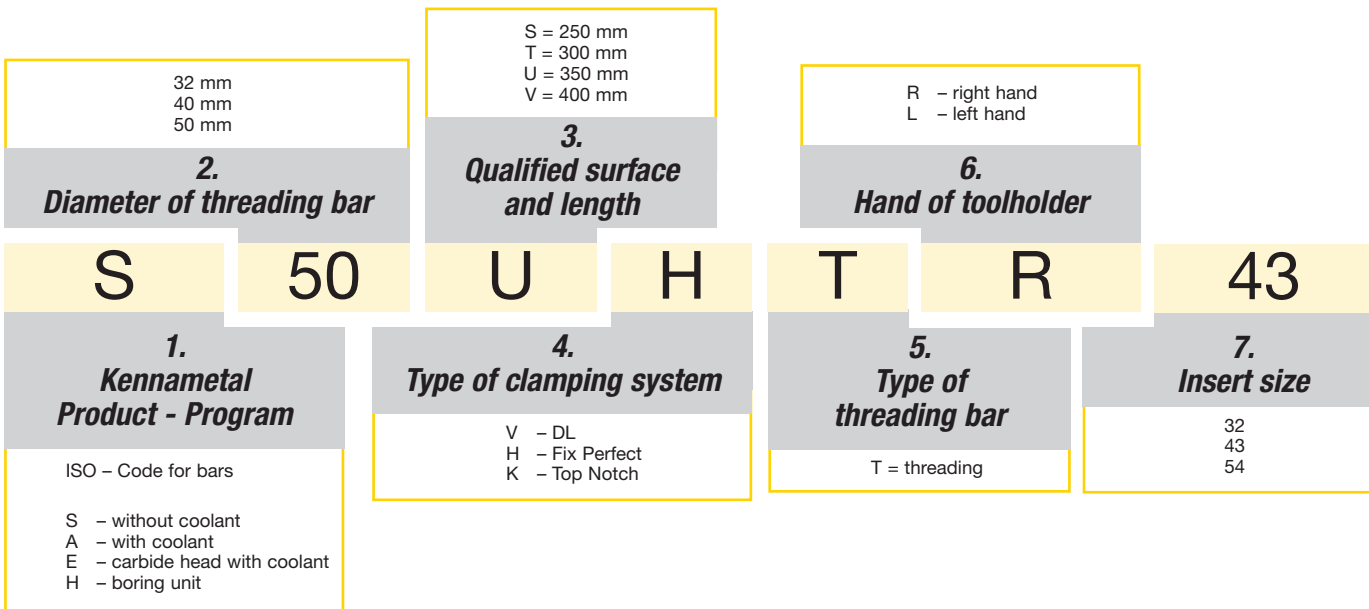 32 mm
40 mm
50 mm
2.
Diameter of threading bar
S = 250 mm
T = 300 mm
U = 350 mm
V = 400 mm
3.
Qualified surface
and length
R – right hand
L – left hand
6.
Hand of toolholder
S 50 U H T R 43
1.
Kennametal
Product - Program
ISO – Code for bars
S – without coolant
A – with coolant
E – carbide head with coolant
H – boring unit
4.
Type of clamping system
V – DL
H – Fix Perfect
K – Top Notch
5.
Type of
threading bar
T = threading
7.
Insert size
32
43
54